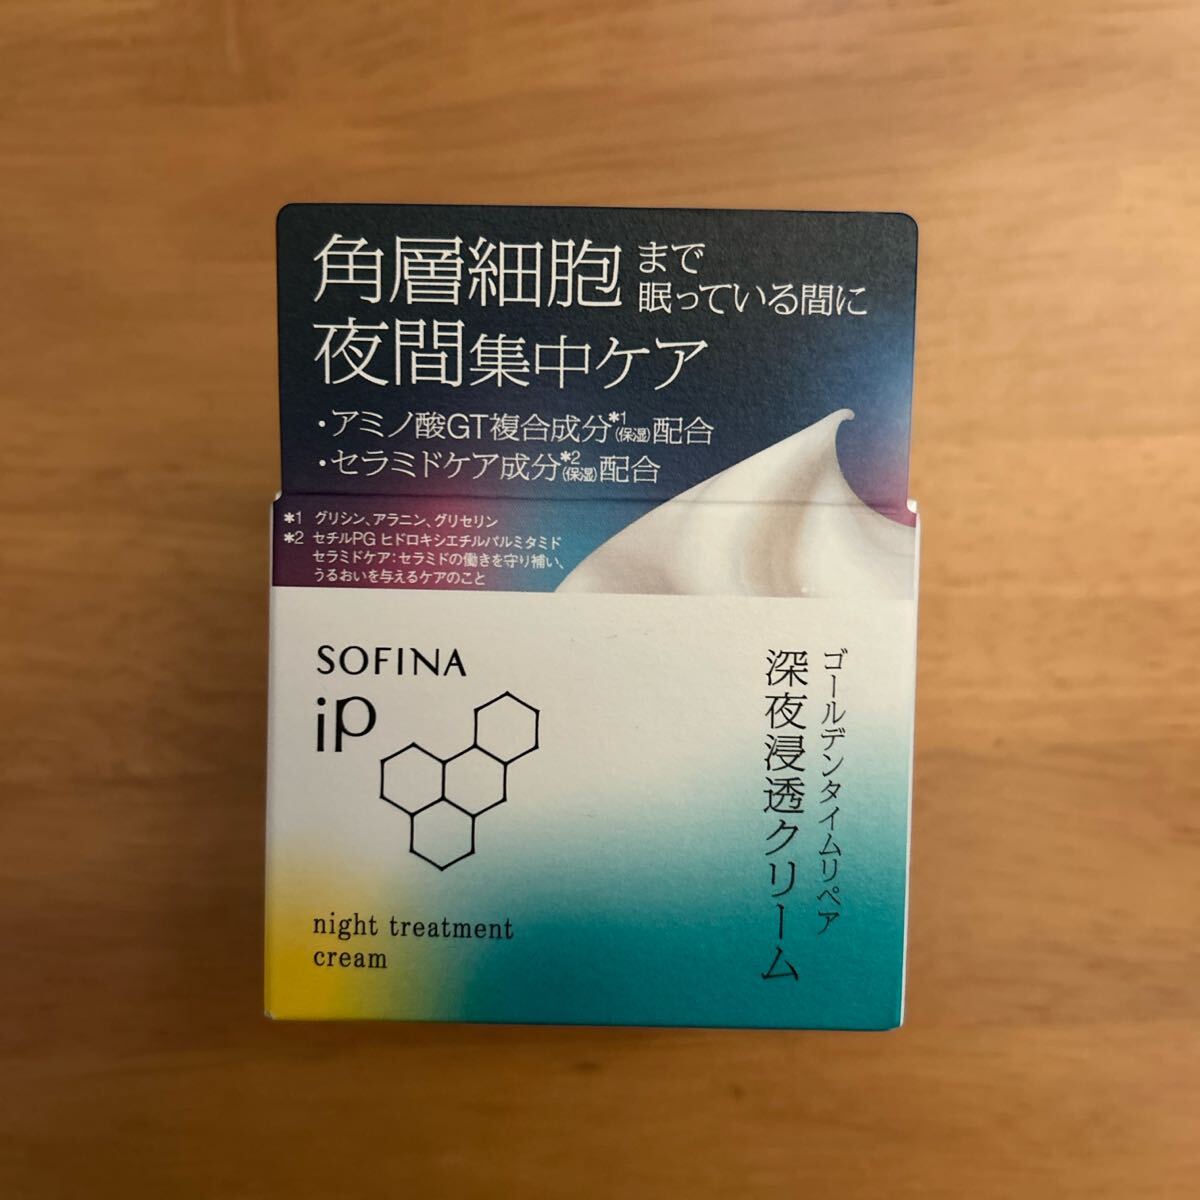 角層細胞まで
眠っている間に
夜間集中ケア
・アミノ酸GT複合成分*1(保湿)配合
・セラミドケア成分*2(保湿)配合
*1 グリシン、アラニン、グリセリン
*2 セチルPG ヒドロキシエチルパルミタミド
セラミドケア：セラミドの働きを守り補い、
うるおいを与えるケアのこと
SOFINA
iP
night treatment
cream
ゴールデンタイムリペア
深夜浸透クリーム